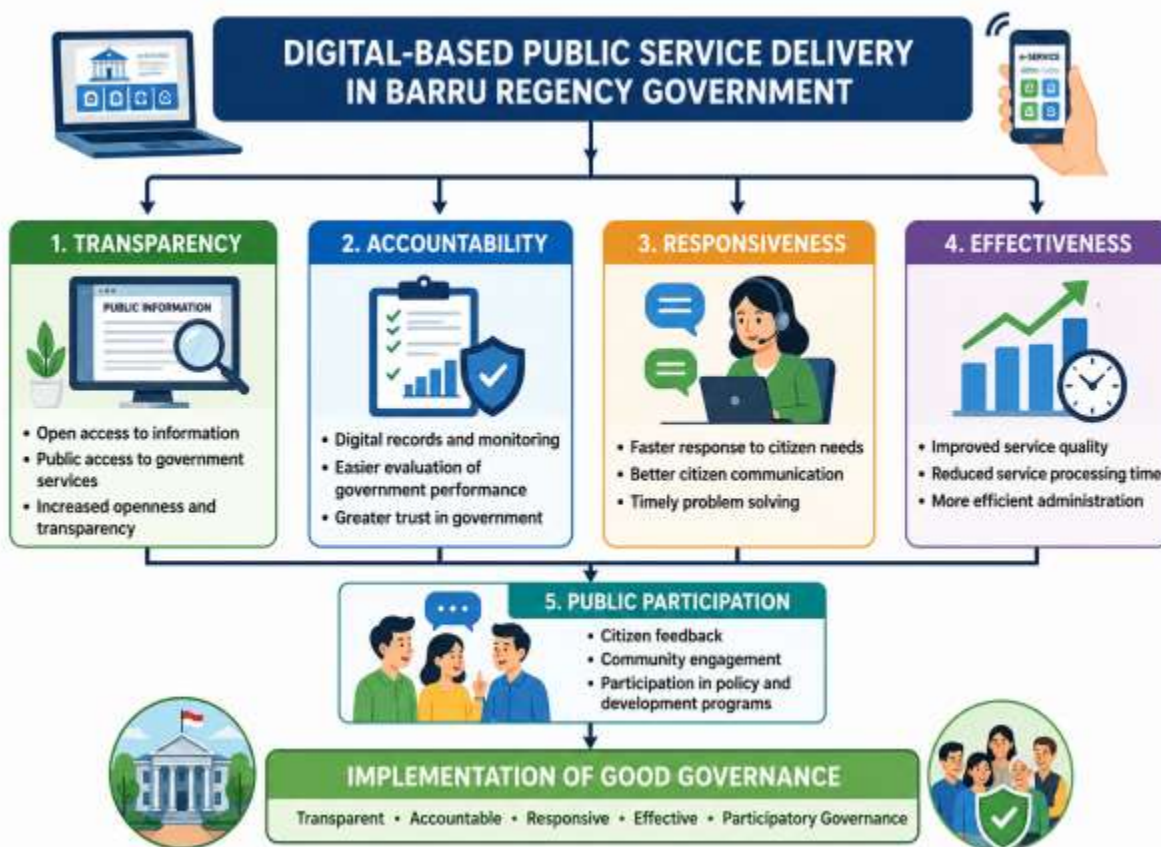 DIGITAL-BASED PUBLIC SERVICE DELIVERY
IN BARRU REGENCY GOVERNMENT
e-SERVICE
1. TRANSPARENCY
PUBLIC INFORMATION
• Open access to information
• Public access to government
services
• Increased openness and
transparency
2. ACCOUNTABILITY
• Digital records and monitoring
• Easier evaluation of
government performance
• Greater trust in government
3. RESPONSIVENESS
• Faster response to citizen needs
• Better citizen communication
• Timely problem solving
4. EFFECTIVENESS
• Improved service quality
• Reduced service processing time
• More efficient administration
5. PUBLIC PARTICIPATION
• Citizen feedback
• Community engagement
• Participation in policy and
development programs
IMPLEMENTATION OF GOOD GOVERNANCE
Transparent • Accountable • Responsive • Effective • Participatory Governance